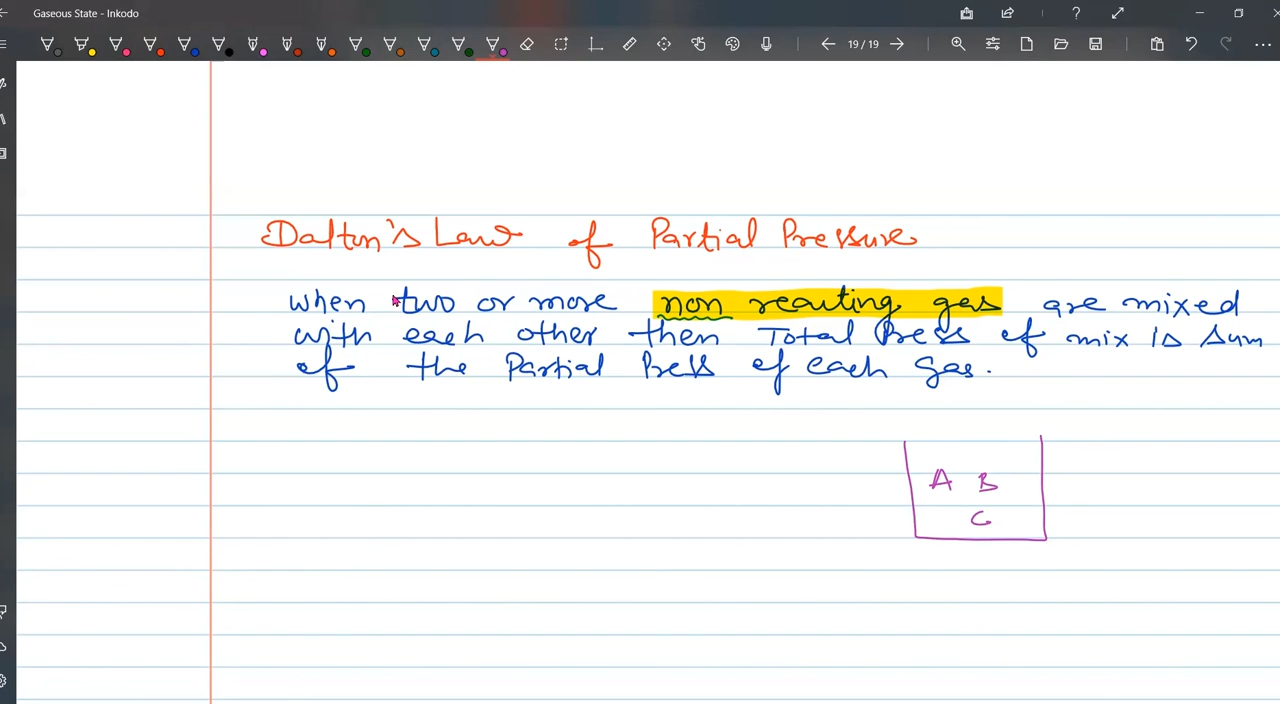 Gaseous State - Inkodo
19 / 19
Dalton's Law of Partial Pressure
when two or more non reacting gas are mixed
with each other then Total Press of mix is sum
of the Partial Press of each gas.
A B
C